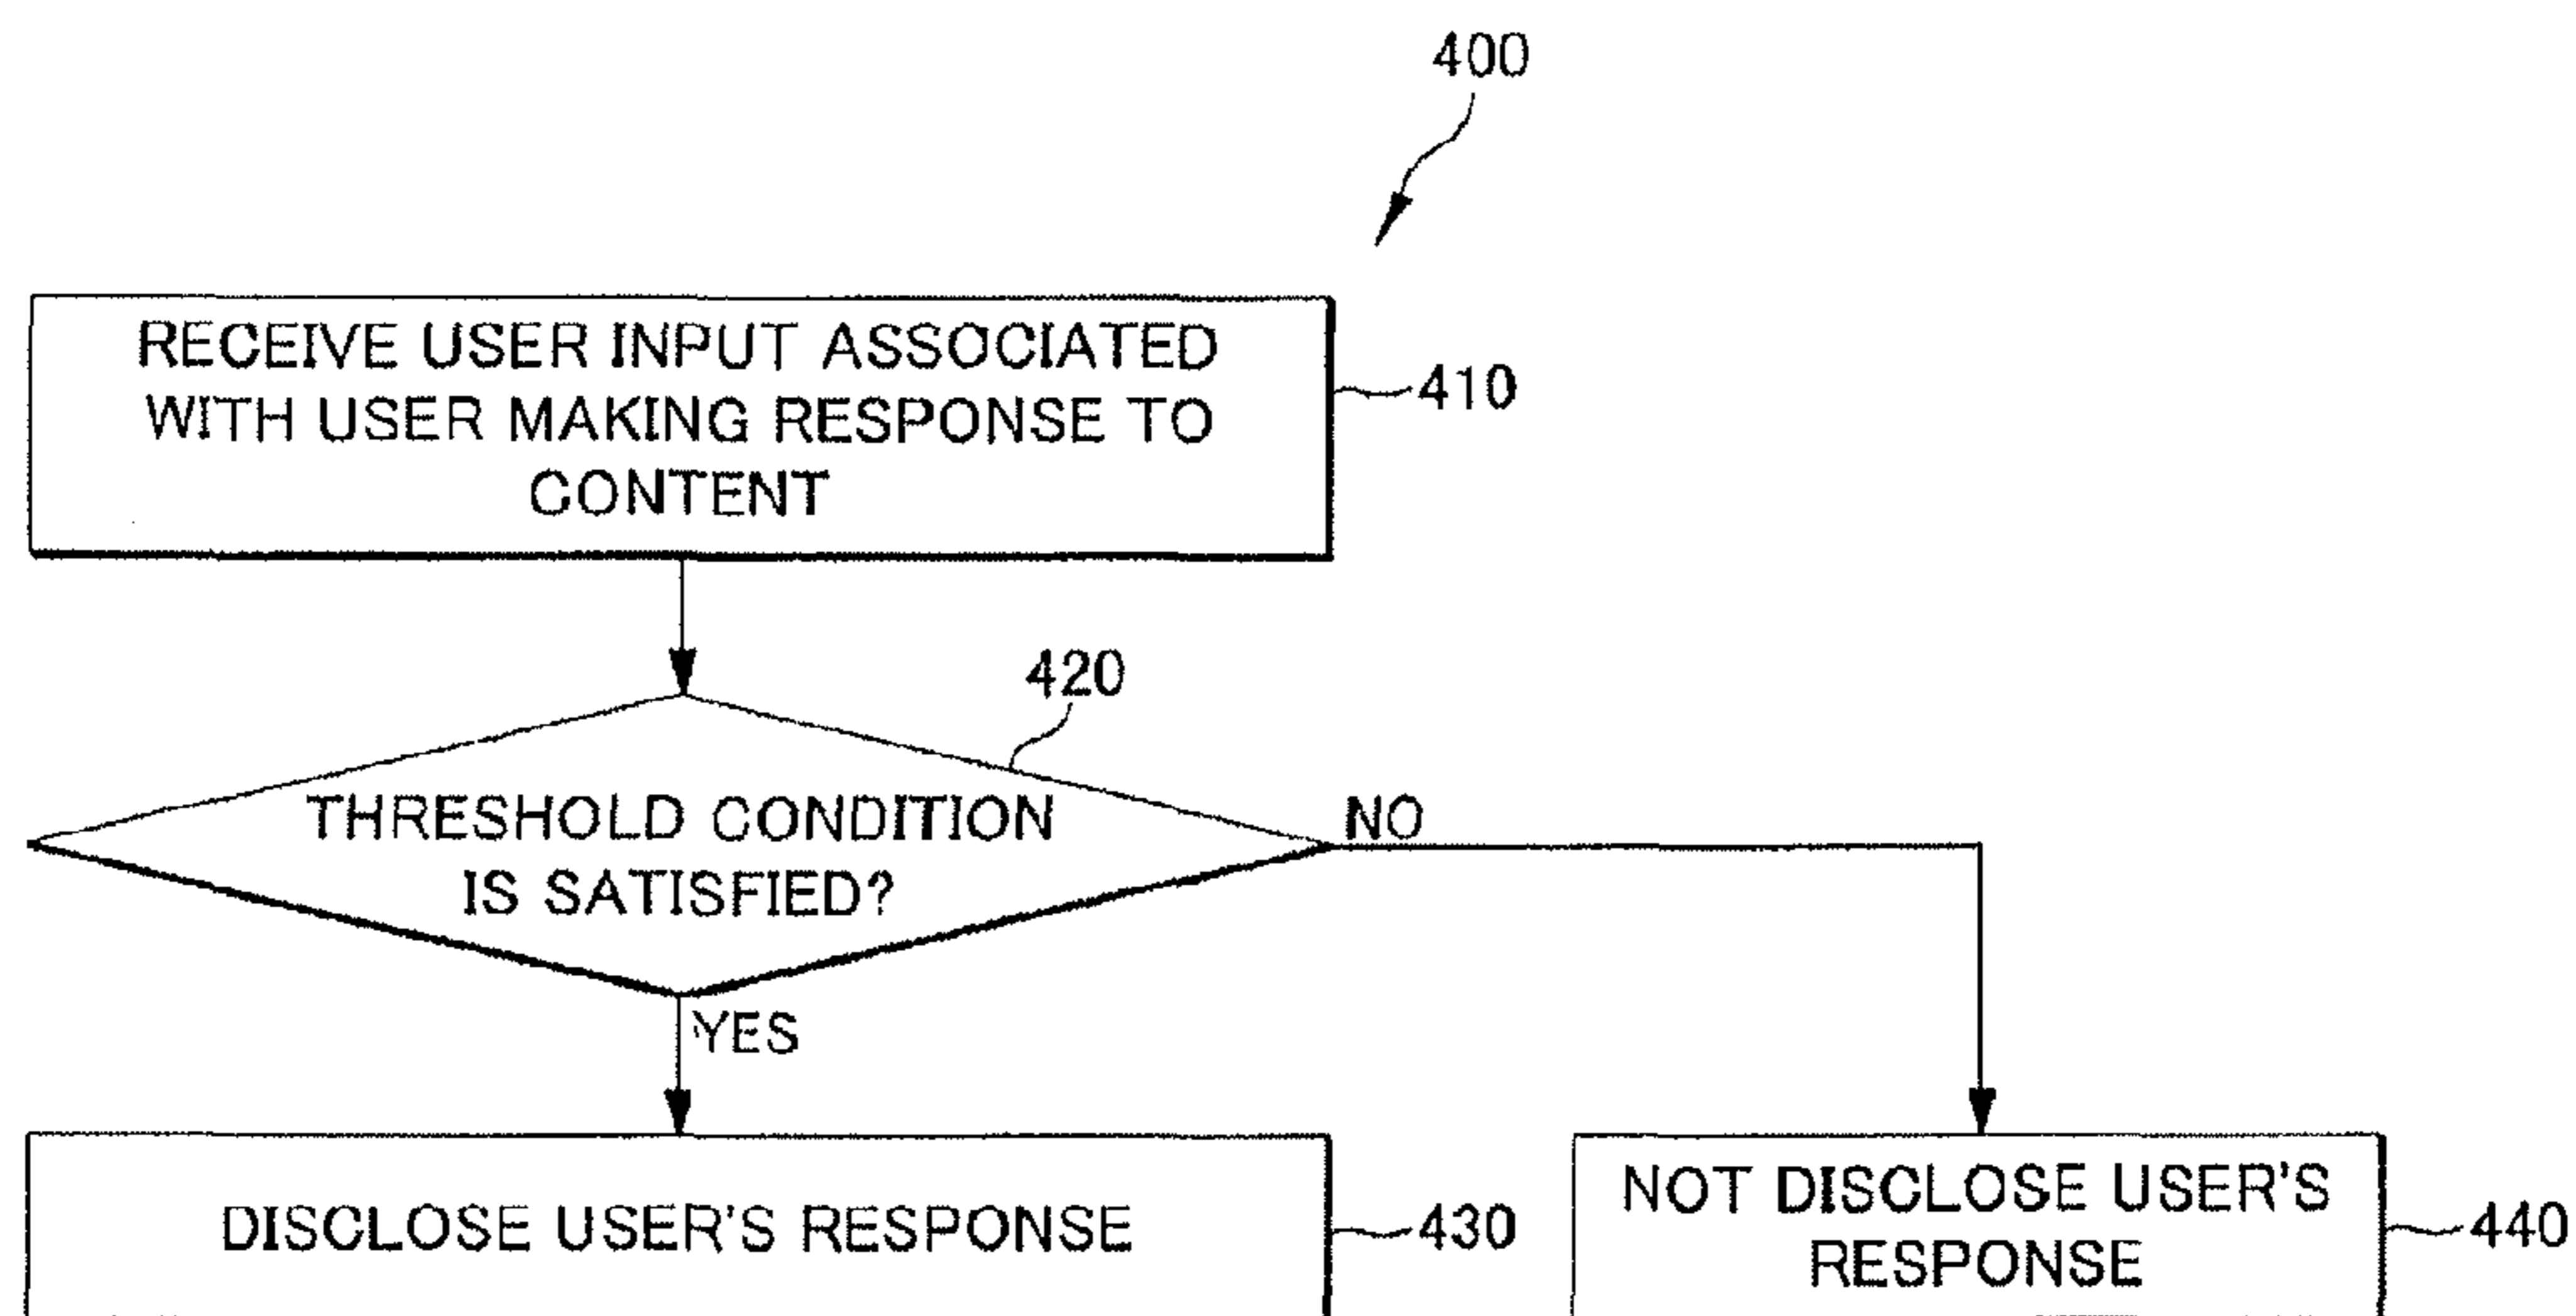 400
RECEIVE USER INPUT ASSOCIATED
WITH USER MAKING RESPONSE TO
CONTENT
410
420
THRESHOLD CONDITION
IS SATISFIED?
NO
YES
DISCLOSE USER'S RESPONSE
430
NOT DISCLOSE USER'S
RESPONSE
440